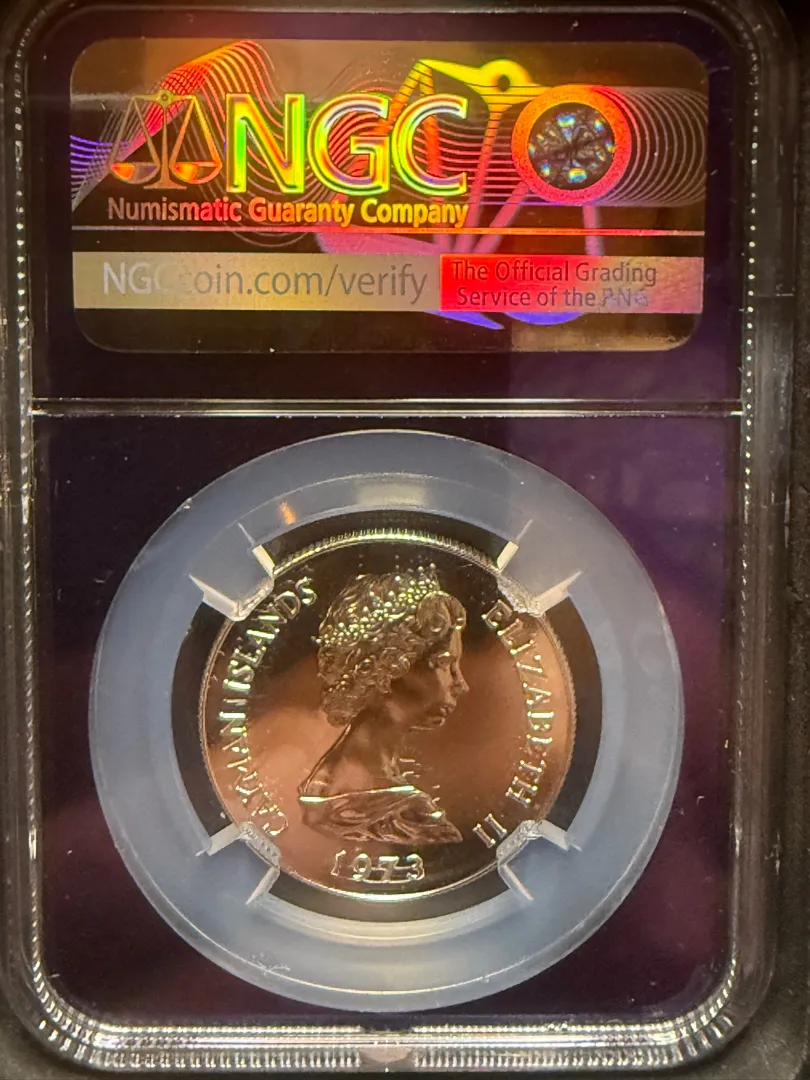 NGC
Numismatic Guaranty Company
NGCcoin.com/verify
The Official Grading
Service of the PNG
CAYMAN ISLANDS
ELIZABETH II
1973